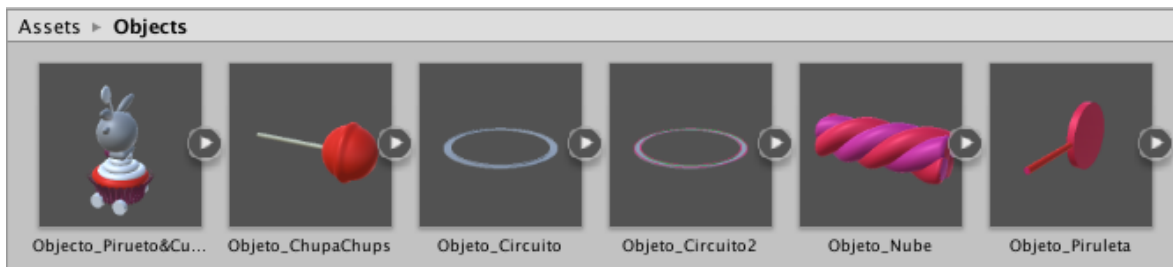 Assets ▸ Objects
Objecto_Pirueto&Cu... Objeto_ChupaChups Objeto_Circuito Objeto_Circuito2 Objeto_Nube Objeto_Piruleta